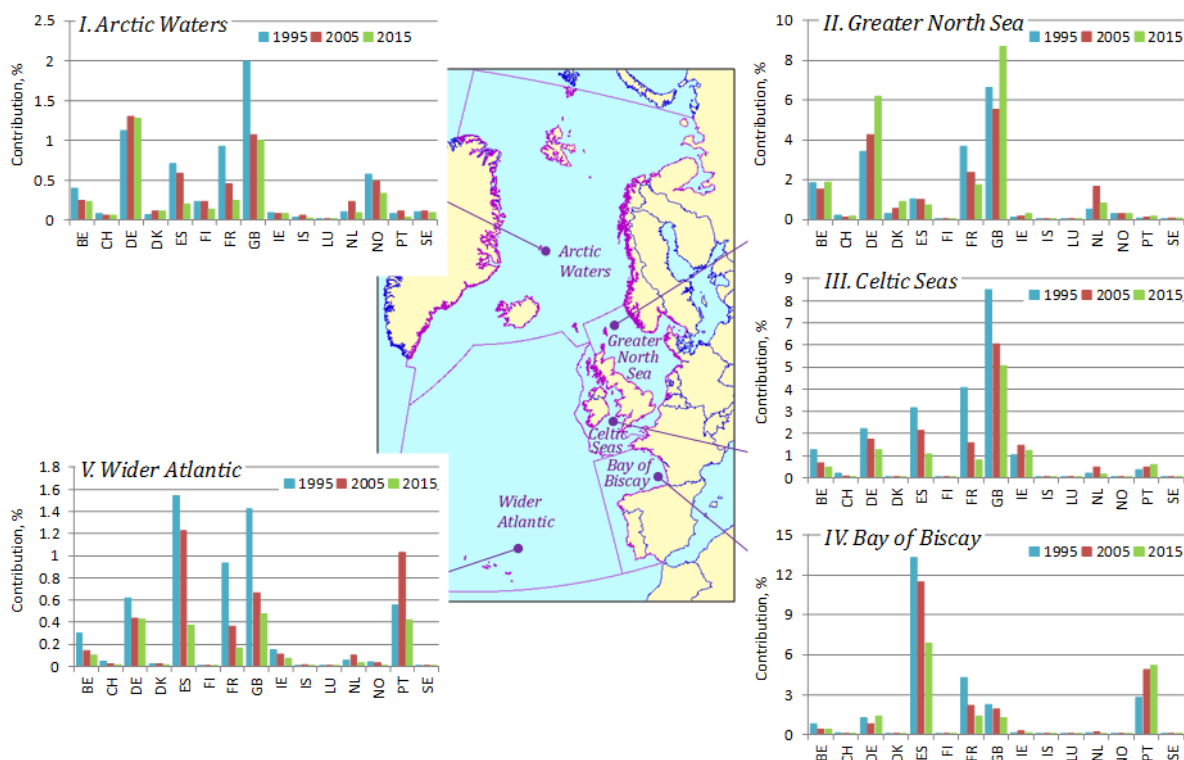 I. Arctic Waters
1995 2005 2015
Contribution, %
2.5
2
1.5
1
0.5
0
BE CH DE DK ES FI FR GB IE IS LU NL NO PT SE
II. Greater North Sea
1995 2005 2015
Contribution, %
10
8
6
4
2
0
BE CH DE DK ES FI FR GB IE IS LU NL NO PT SE
Arctic
Waters
Greater
North
Sea
Celtic
Seas
Bay of
Biscay
Wider
Atlantic
III. Celtic Seas
1995 2005 2015
Contribution, %
9
8
7
6
5
4
3
2
1
0
BE CH DE DK ES FI FR GB IE IS LU NL NO PT SE
V. Wider Atlantic
1995 2005 2015
Contribution, %
1.8
1.6
1.4
1.2
1
0.8
0.6
0.4
0.2
0
BE CH DE DK ES FI FR GB IE IS LU NL NO PT SE
IV. Bay of Biscay
1995 2005 2015
Contribution, %
15
12
9
6
3
0
BE CH DE DK ES FI FR GB IE IS LU NL NO PT SE